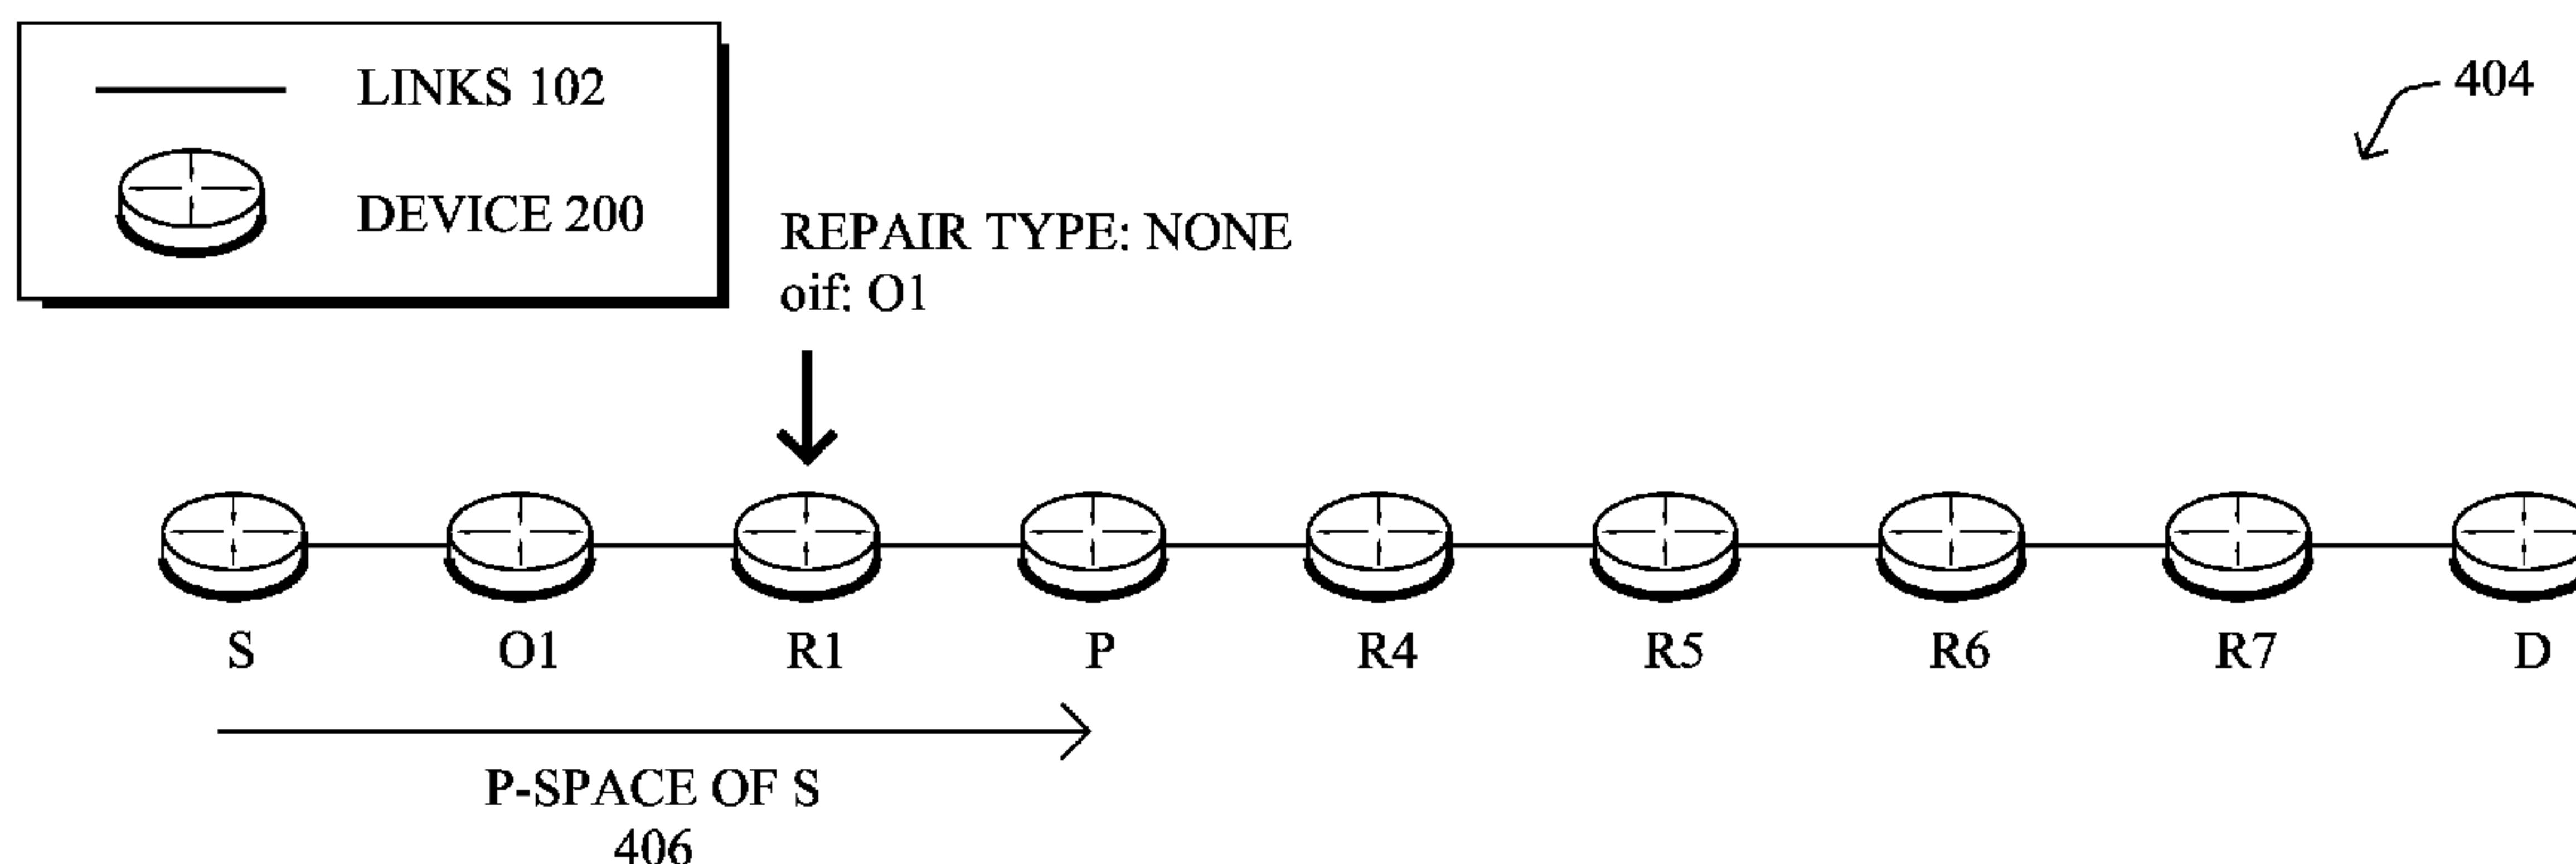 LINKS 102
DEVICE 200
404
REPAIR TYPE: NONE
oif: O1
S O1 R1 P R4 R5 R6 R7 D
P-SPACE OF S
406